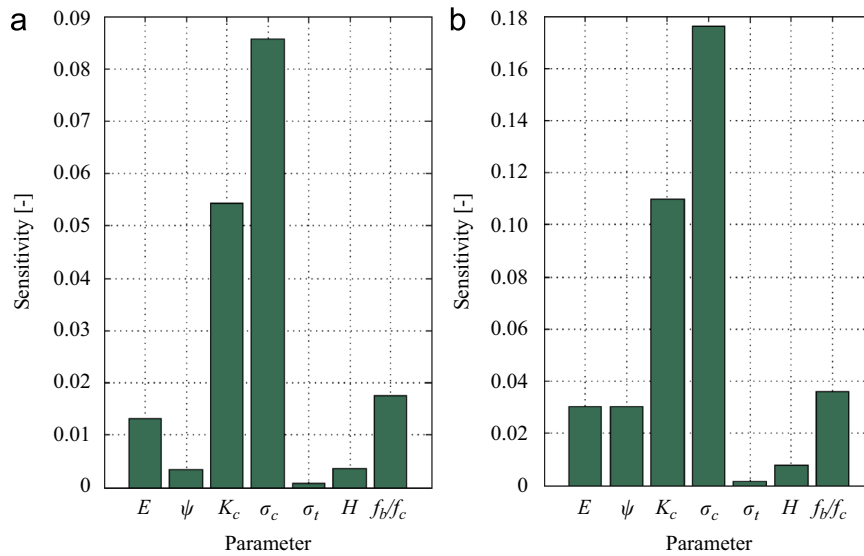 a
0.09
0.08
0.07
0.06
0.05
0.04
0.03
0.02
0.01
0
Sensitivity [-]
E ψ K_c σ_c σ_t H f_b/f_c
Parameter
b
0.18
0.16
0.14
0.12
0.10
0.08
0.06
0.04
0.02
0
Sensitivity [-]
E ψ K_c σ_c σ_t H f_b/f_c
Parameter